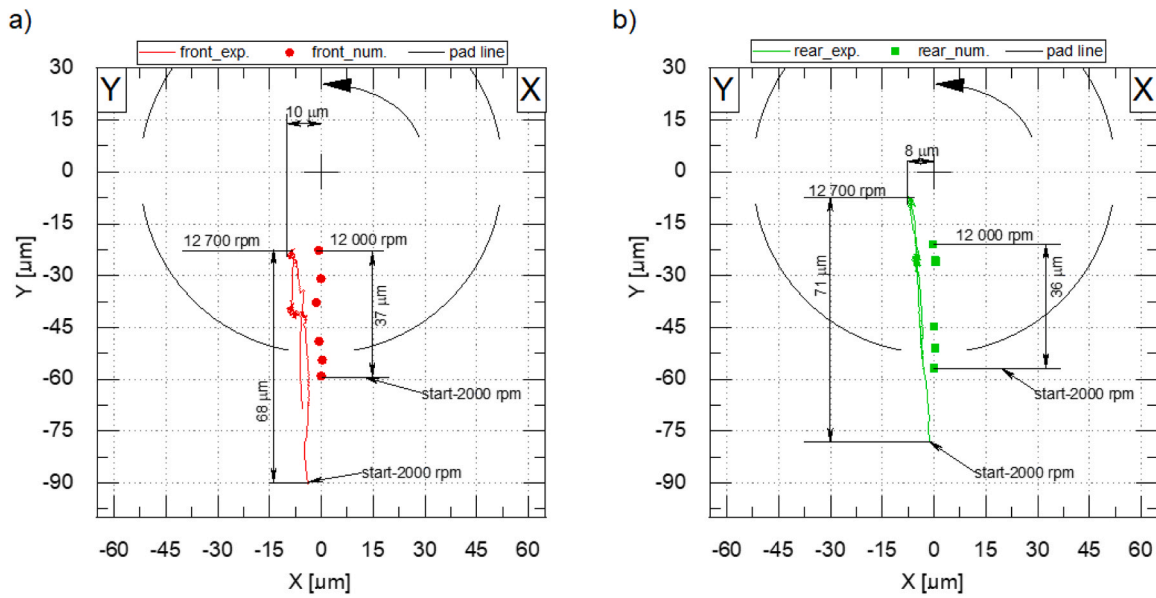 a)
front_exp. front_num. pad line
30
15
0
-15
-30
-45
-60
-75
-90
Y [µm]
Y
X
10 µm
12 700 rpm
12 000 rpm
37 µm
68 µm
start-2000 rpm
start-2000 rpm
-60 -45 -30 -15 0 15 30 45 60
X [µm]
b)
rear_exp. rear_num. pad line
30
15
0
-15
-30
-45
-60
-75
-90
Y [µm]
Y
X
8 µm
12 700 rpm
12 000 rpm
71 µm
36 µm
start-2000 rpm
start-2000 rpm
-60 -45 -30 -15 0 15 30 45 60
X [µm]